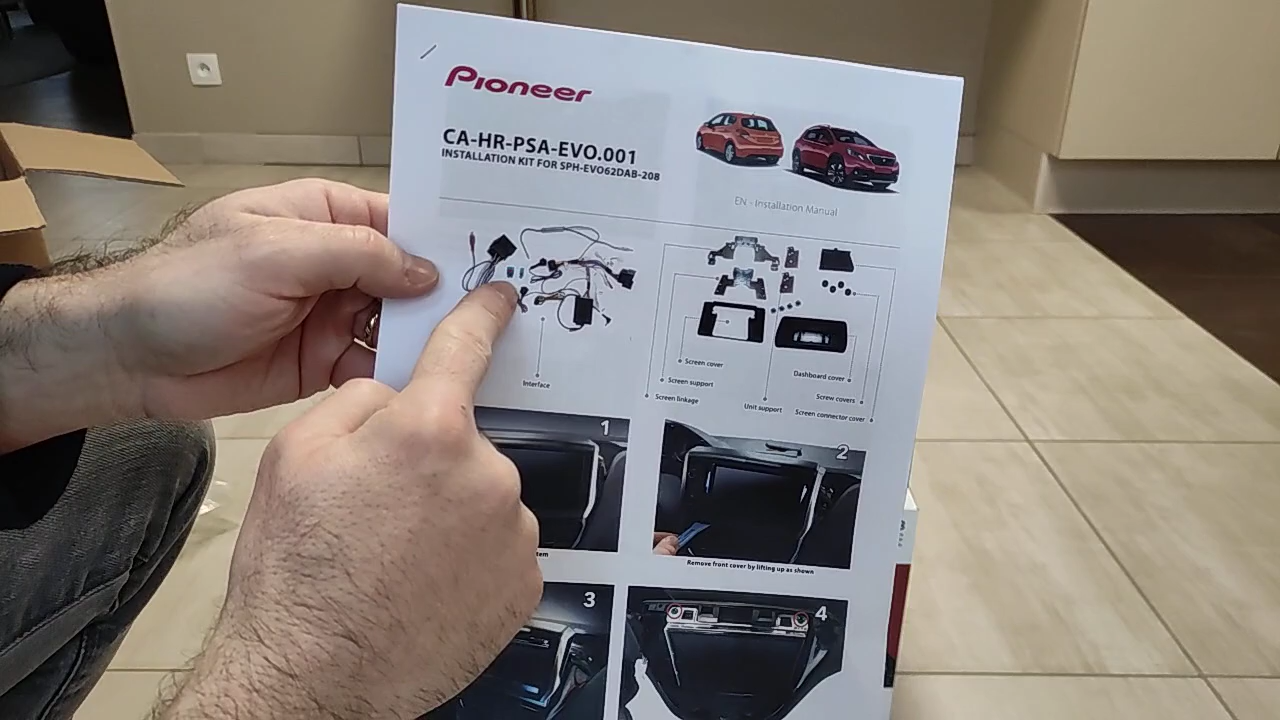 Pioneer
CA-HR-PSA-EVO.001
INSTALLATION KIT FOR SPH-EVO62DAB-208
EN - Installation Manual
Interface
Screen cover
Screen support
Screen linkage
Dashboard cover
Screw covers
Unit support
Screen connector cover
1
2
tem
Remove front cover by lifting up as shown
3
4